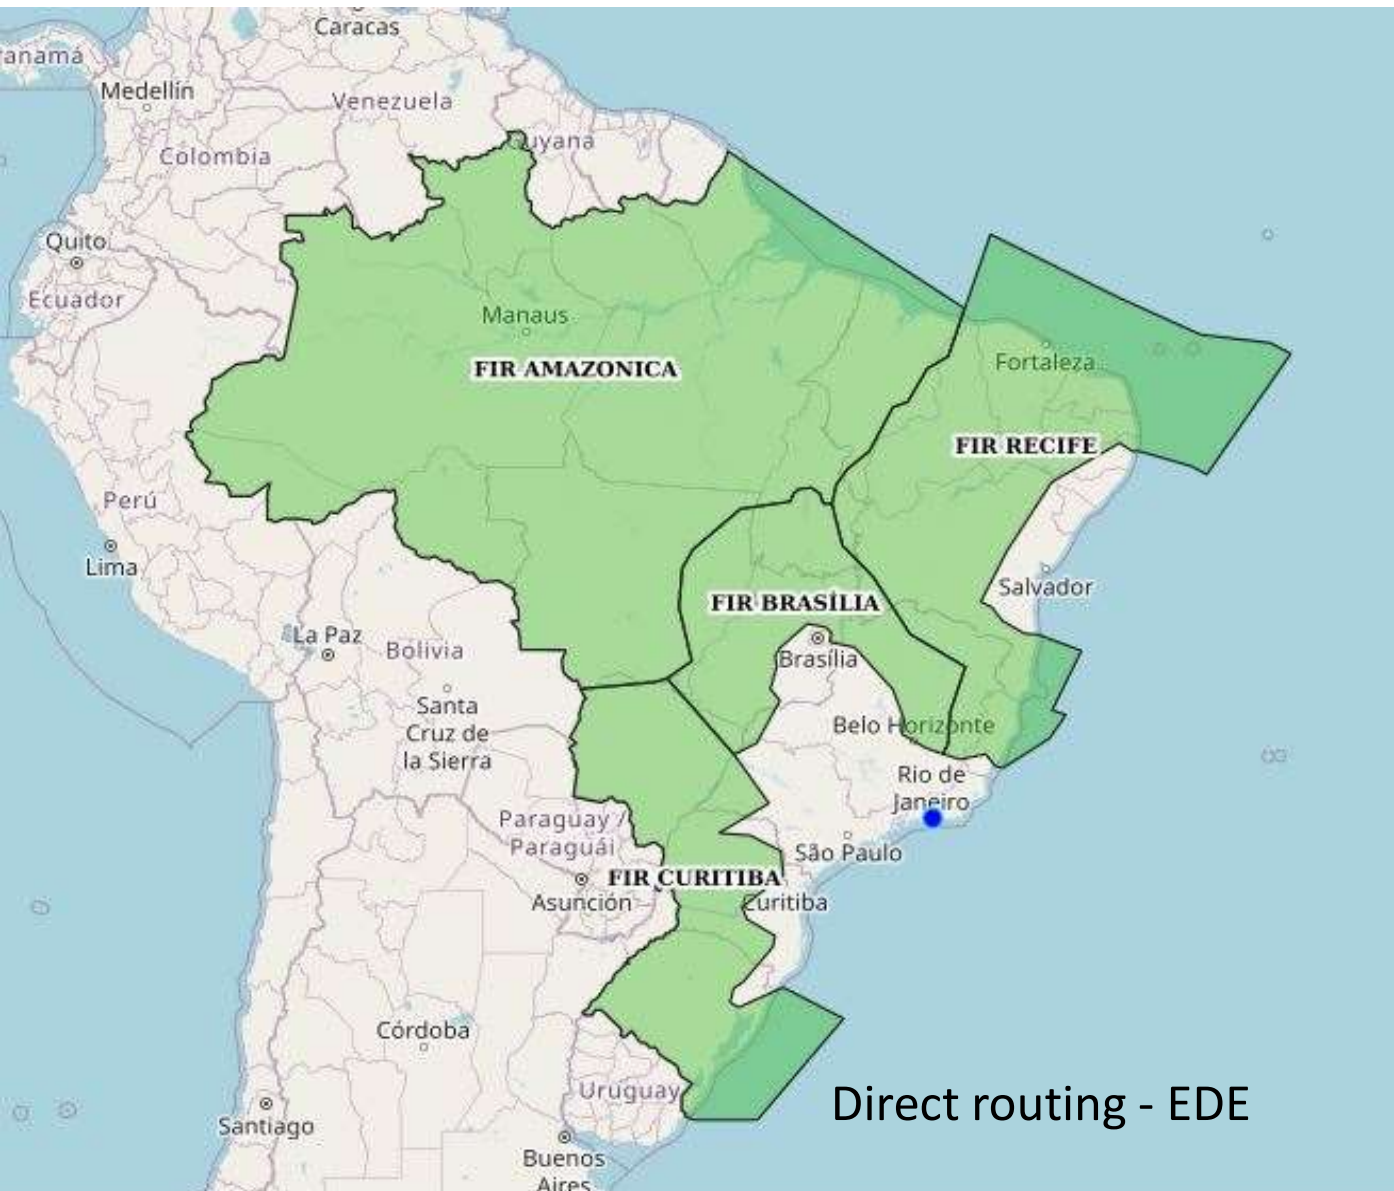 Caracas
anamá
Medellín
Venezuela
uyana
Colombia
Quito
Ecuador
Manaus
FIR AMAZONICA
Fortaleza
FIR RECIFE
Perú
Lima
Salvador
FIR BRASÍLIA
La Paz
Bolivia
Brasília
Santa
Cruz de
la Sierra
Belo Horizonte
Rio de
Janeiro
Paraguay /
Paraguái
São Paulo
FIR CURITIBA
Asunción
Curitiba
Córdoba
Uruguay
Direct routing - EDE
Santiago
Buenos
Aires